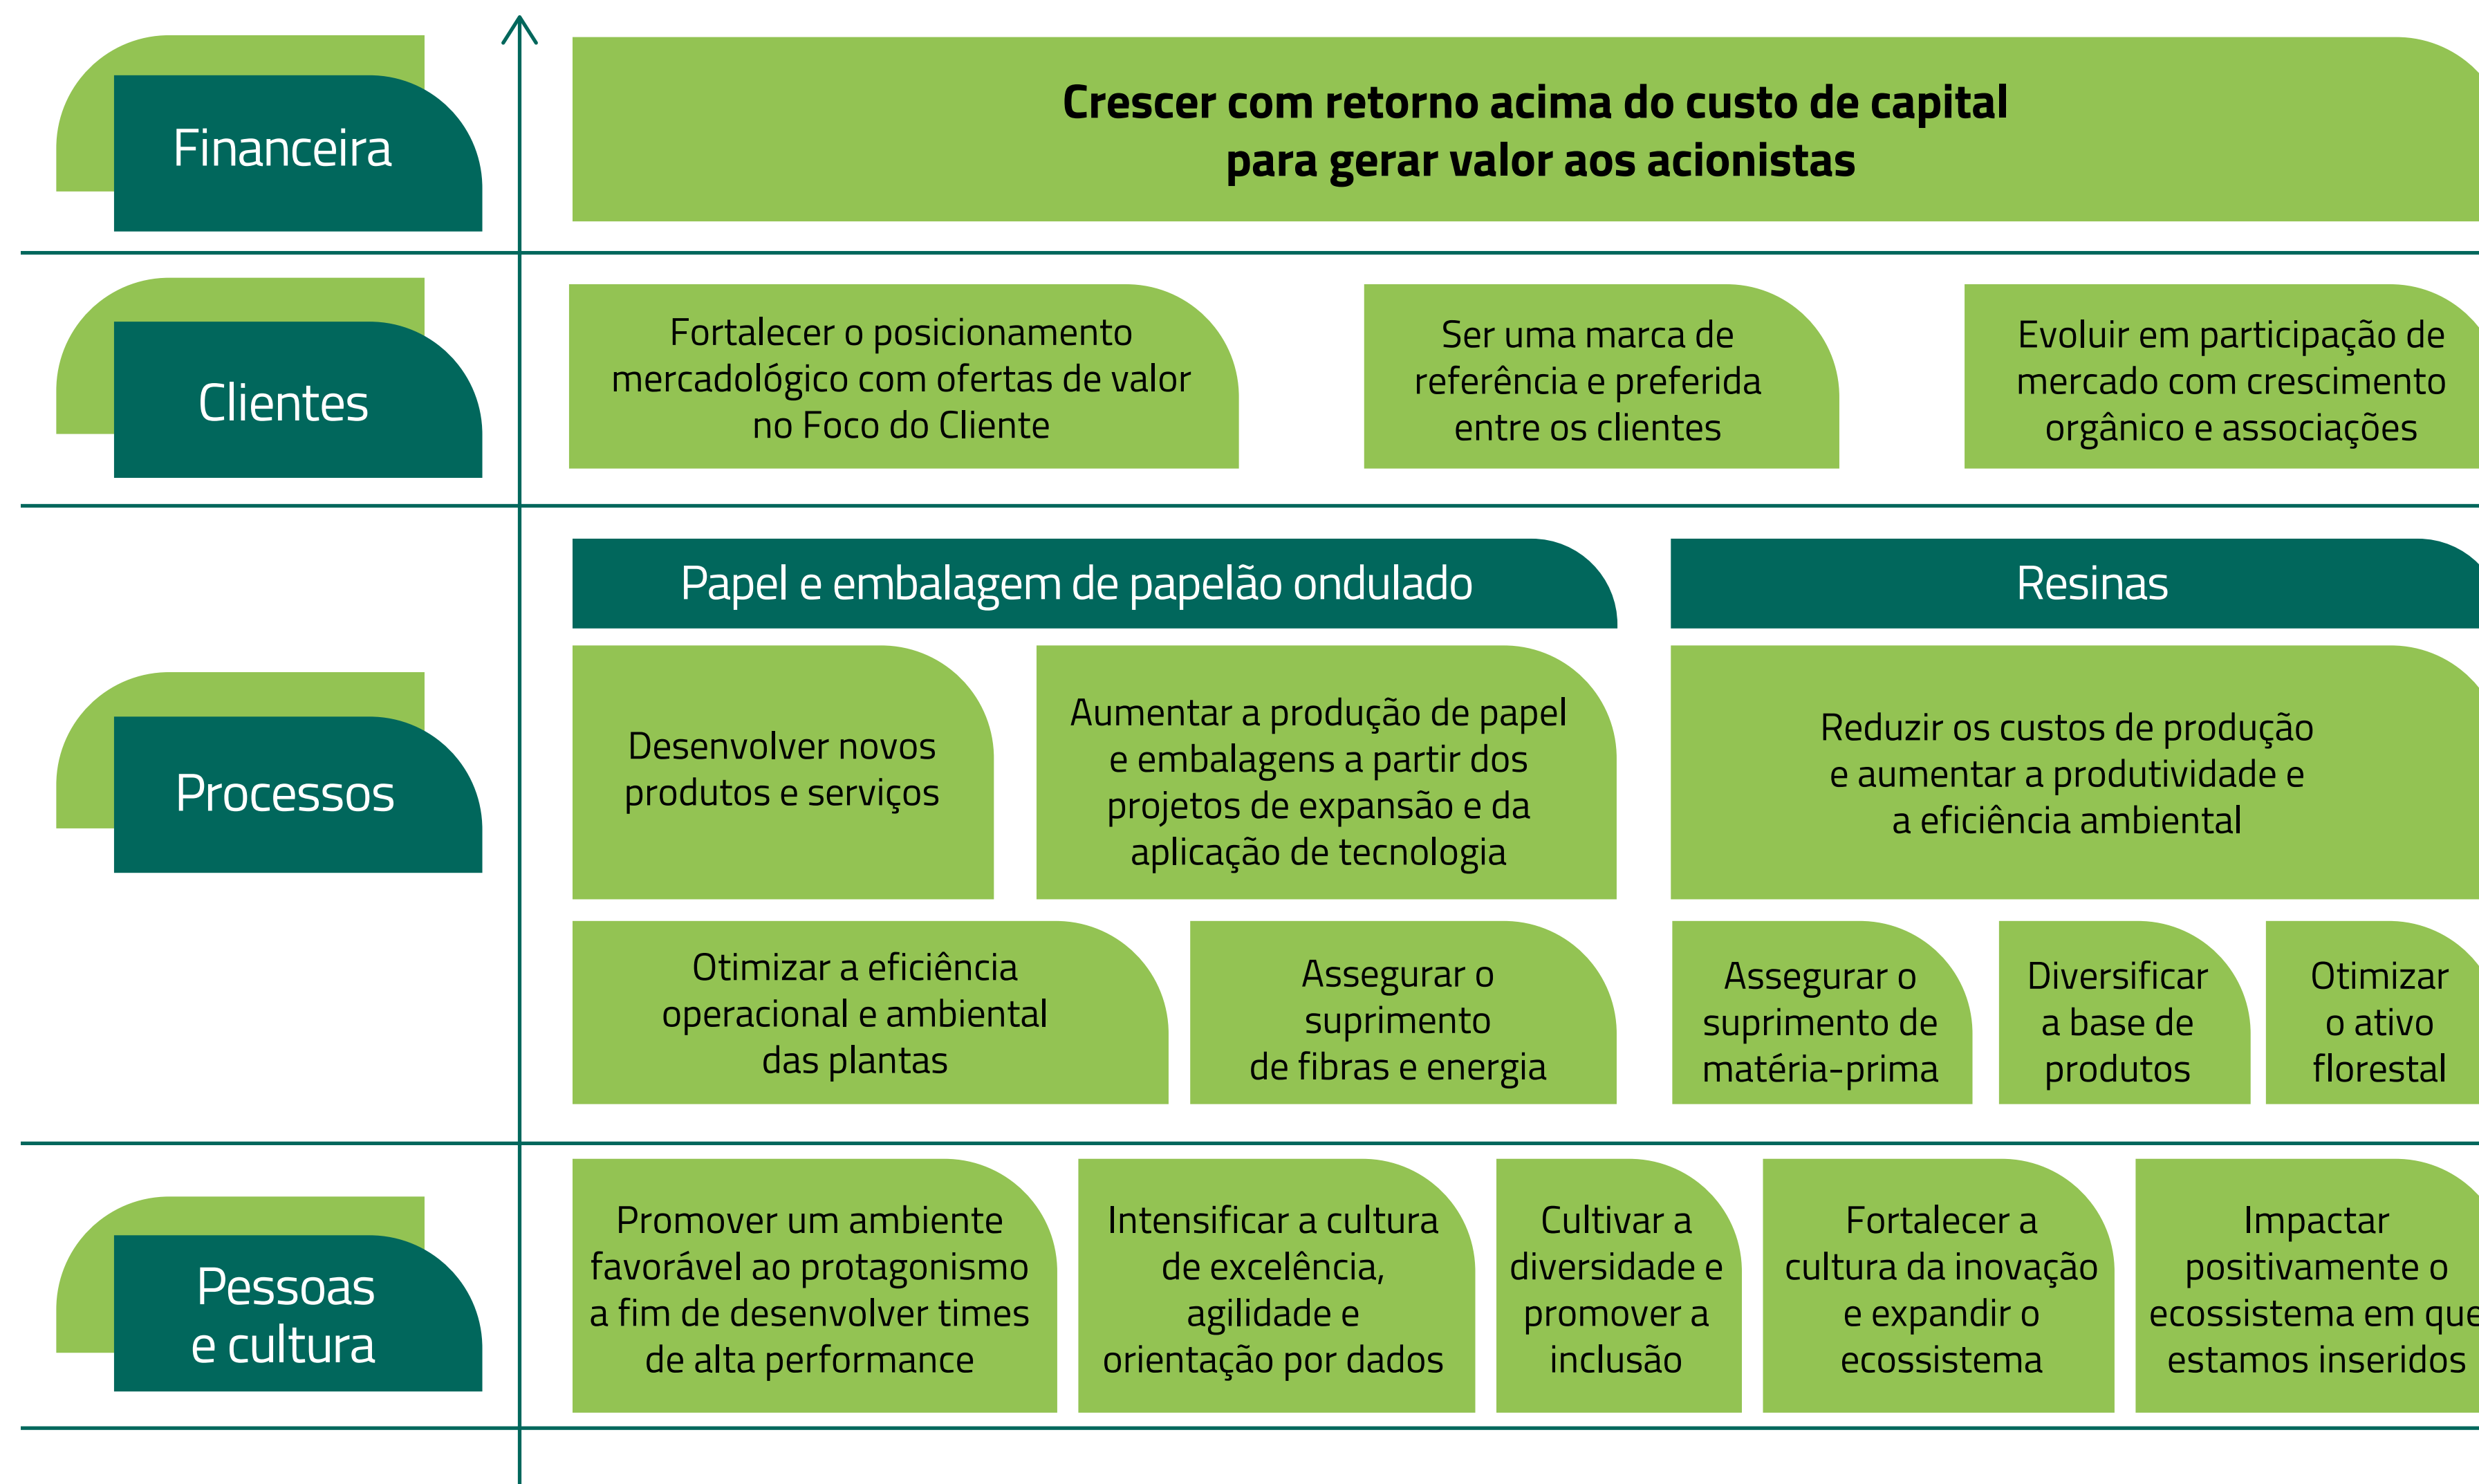 Financeira
Crescer com retorno acima do custo de capital
para gerar valor aos acionistas
Clientes
Fortalecer o posicionamento
mercadológico com ofertas de valor
no Foco do Cliente
Ser uma marca de
referência e preferida
entre os clientes
Evoluir em participação de
mercado com crescimento
orgânico e associações
Processos
Papel e embalagem de papelão ondulado
Desenvolver novos
produtos e serviços
Aumentar a produção de papel
e embalagens a partir dos
projetos de expansão e da
aplicação de tecnologia
Otimizar a eficiência
operacional e ambiental
das plantas
Assegurar o
suprimento
de fibras e energia
Resinas
Reduzir os custos de produção
e aumentar a produtividade e
a eficiência ambiental
Assegurar o
suprimento de
matéria-prima
Diversificar
a base de
produtos
Otimizar
o ativo
florestal
Pessoas
e cultura
Promover um ambiente
favorável ao protagonismo
a fim de desenvolver times
de alta performance
Intensificar a cultura
de excelência,
agilidade e
orientação por dados
Cultivar a
diversidade e
promover a
inclusão
Fortalecer a
cultura da inovação
e expandir o
ecossistema
Impactar
positivamente o
ecossistema em que
estamos inseridos